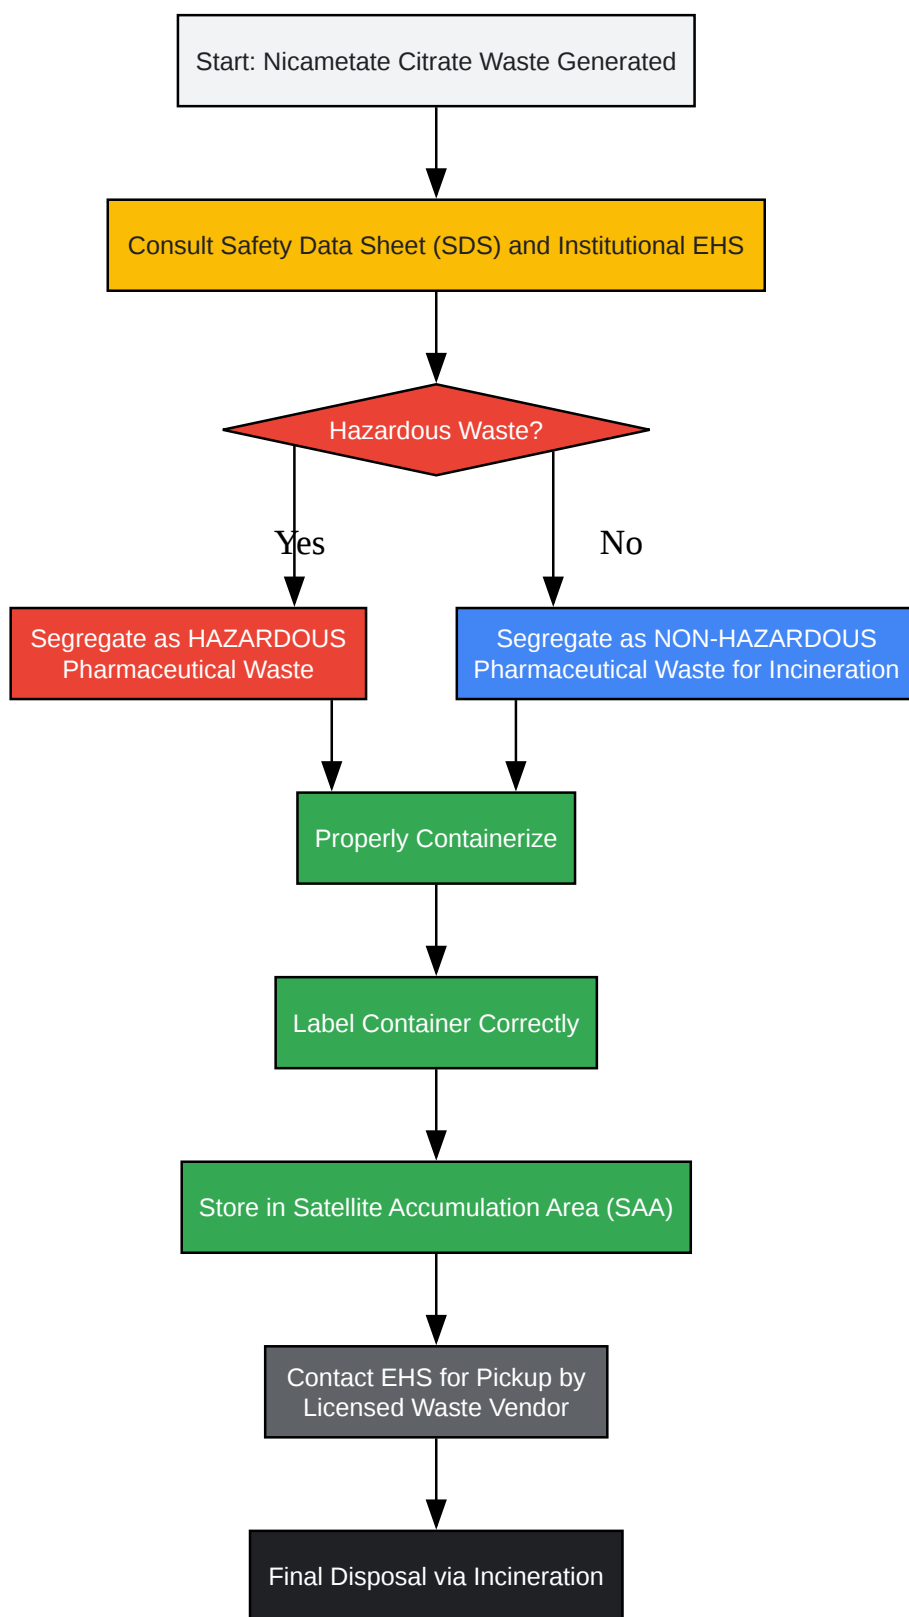 Start: Nicametate Citrate Waste Generated
Consult Safety Data Sheet (SDS) and Institutional EHS
Hazardous Waste?
Yes
No
Segregate as HAZARDOUS
Pharmaceutical Waste
Segregate as NON-HAZARDOUS
Pharmaceutical Waste for Incineration
Properly Containerize
Label Container Correctly
Store in Satellite Accumulation Area (SAA)
Contact EHS for Pickup by
Licensed Waste Vendor
Final Disposal via Incineration